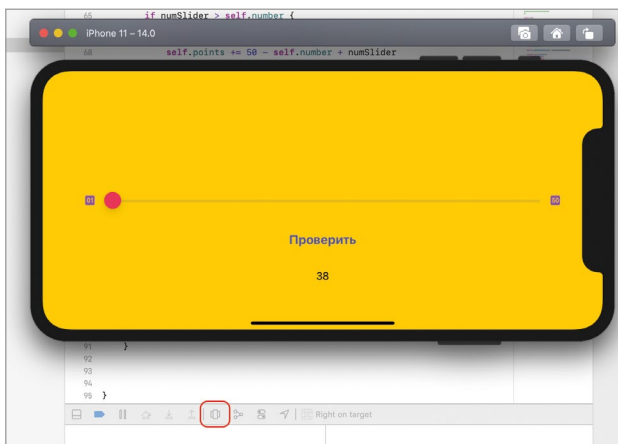 65 if numSlider > self.number {
iPhone 11 – 14.0
68 self.points += 50 - self.number + numSlider
01
50
Проверить
38
91 }
92
93
94
95 }
Right on target